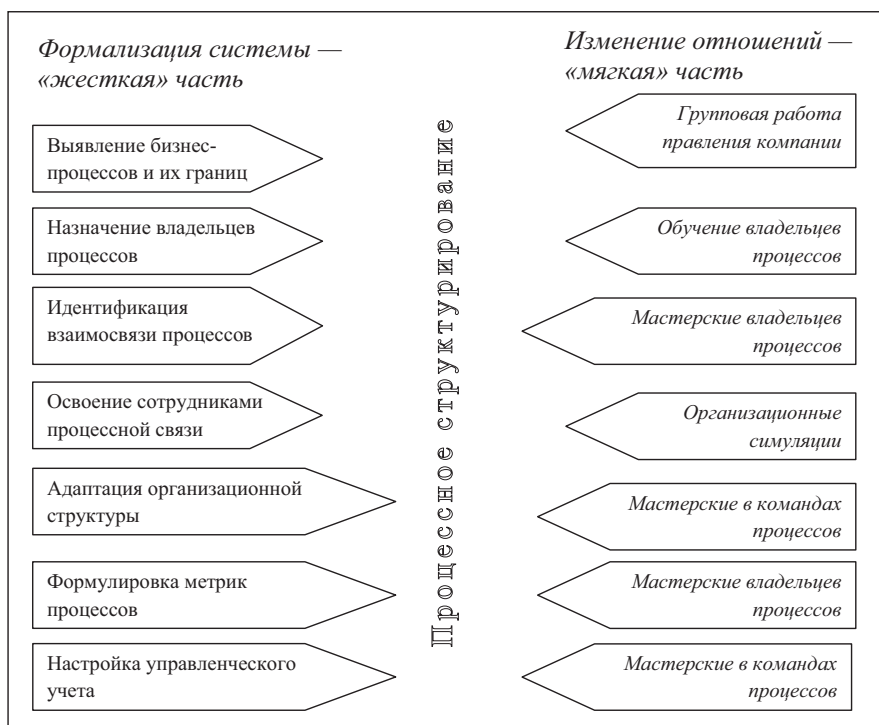 Формализация системы —
«жесткая» часть
Выявление бизнес-
процессов и их границ
Назначение владельцев
процессов
Идентификация
взаимосвязи процессов
Освоение сотрудниками
процессной связи
Адаптация организационной
структуры
Формулировка метрик
процессов
Настройка управленческого
учета
Процессное структурирование
Изменение отношений —
«мягкая» часть
Групповая работа
правления компании
Обучение владельцев
процессов
Мастерские владельцев
процессов
Организационные
симуляции
Мастерские в командах
процессов
Мастерские владельцев
процессов
Мастерские в командах
процессов